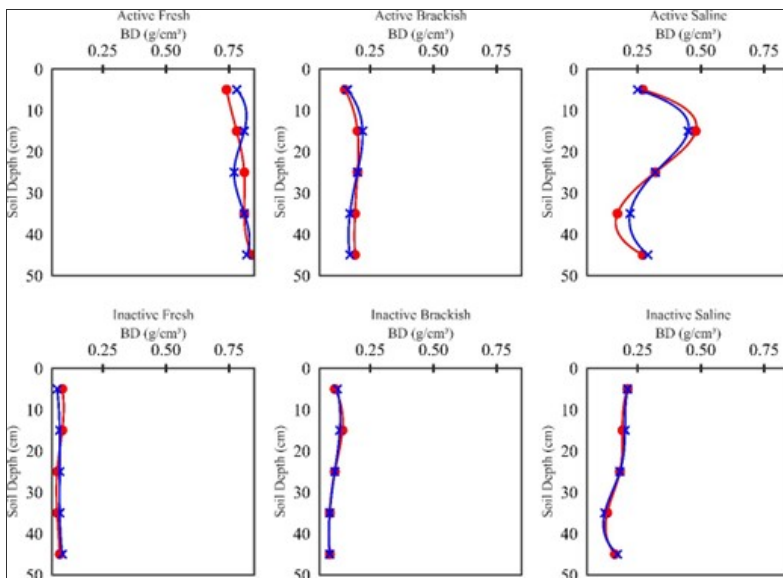 Active Fresh
BD (g/cm³)
0.25 0.50 0.75
Soil Depth (cm)
0
10
20
30
40
50
Active Brackish
BD (g/cm³)
0.25 0.50 0.75
Soil Depth (cm)
0
10
20
30
40
50
Active Saline
BD (g/cm³)
0.25 0.50 0.75
Soil Depth (cm)
0
10
20
30
40
50
Inactive Fresh
BD (g/cm³)
0.25 0.50 0.75
Soil Depth (cm)
0
10
20
30
40
50
Inactive Brackish
BD (g/cm³)
0.25 0.50 0.75
Soil Depth (cm)
0
10
20
30
40
50
Inactive Saline
BD (g/cm³)
0.25 0.50 0.75
Soil Depth (cm)
0
10
20
30
40
50